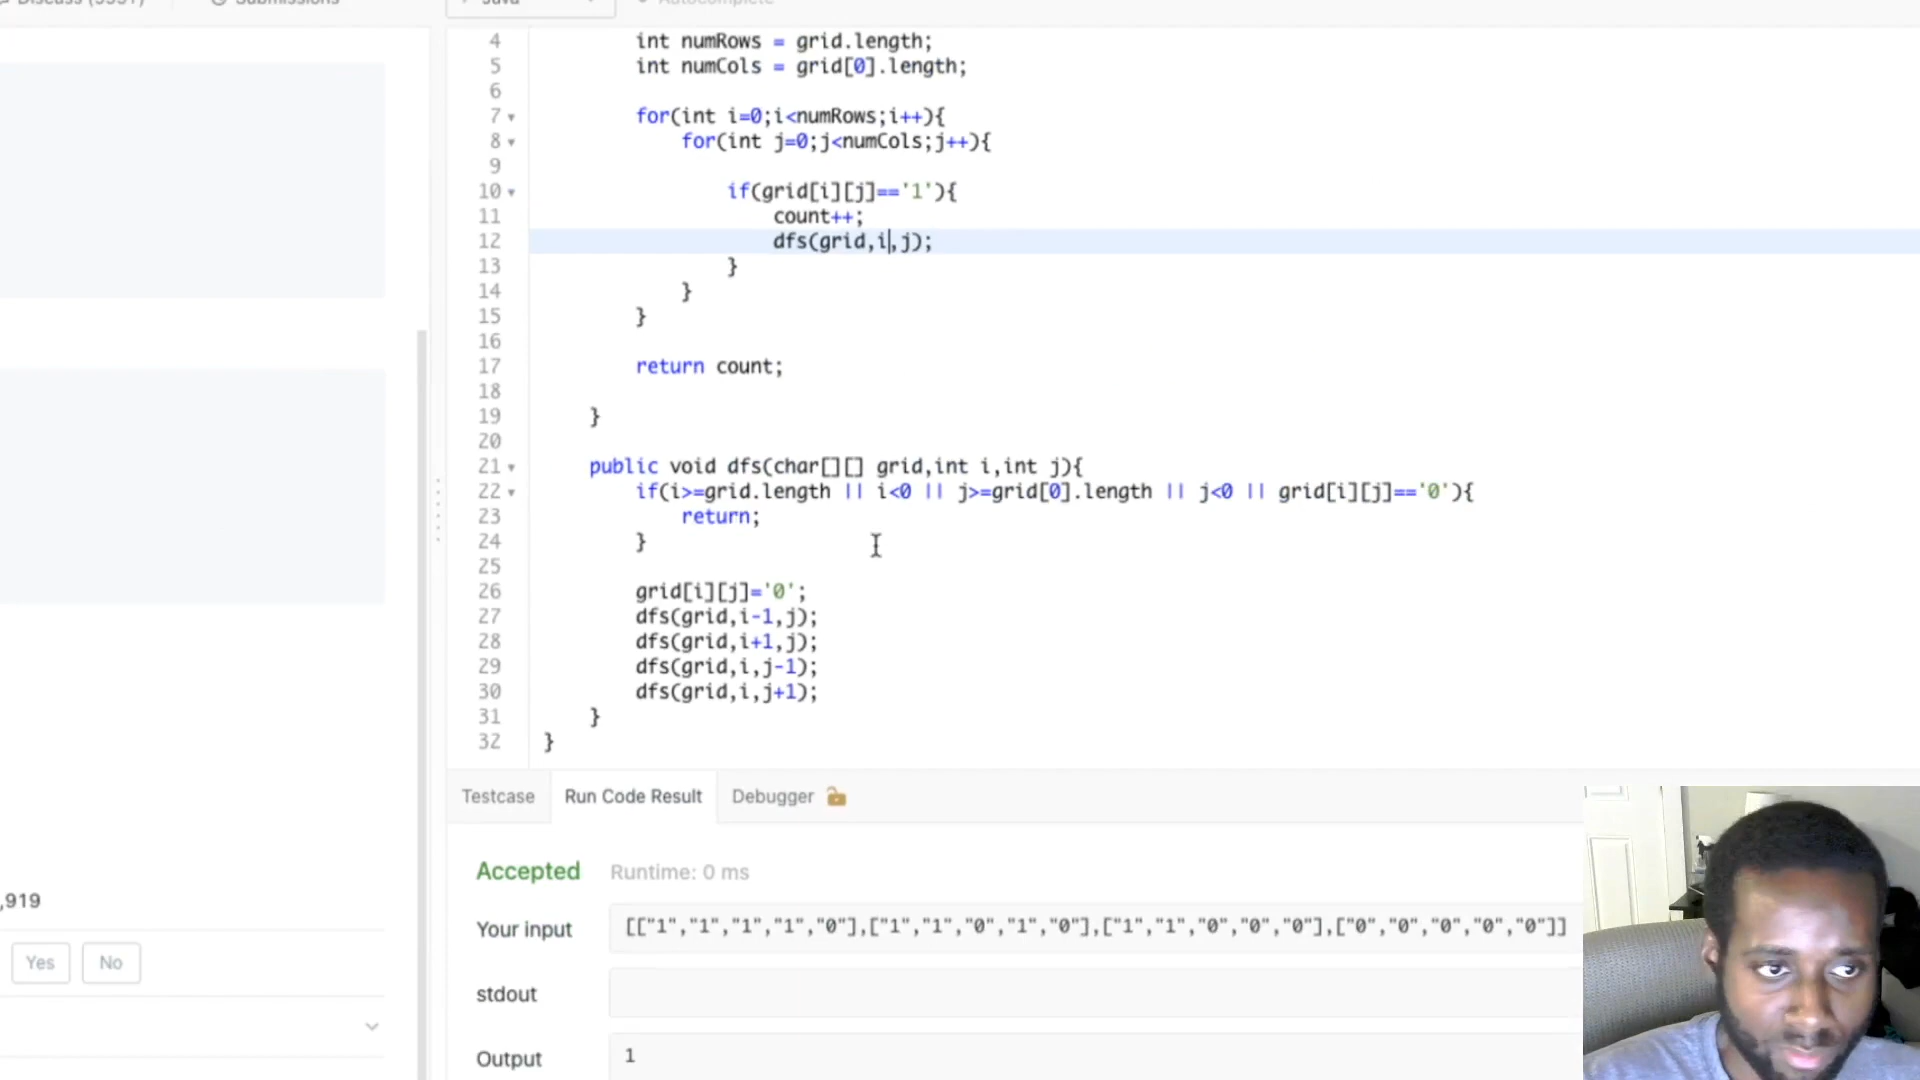 Discuss (9991)
Submissions
Java
Autocomplete
4 int numRows = grid.length;
5 int numCols = grid[0].length;
6
7 for(int i=0;i<numRows;i++){
8 for(int j=0;j<numCols;j++){
9
10 if(grid[i][j]=='1'){
11 count++;
12 dfs(grid,i,j);
13 }
14 }
15 }
16
17 return count;
18
19 }
20
21 public void dfs(char[][] grid,int i,int j){
22 if(i>=grid.length || i<0 || j>=grid[0].length || j<0 || grid[i][j]=='0'){
23 return;
24 }
25
26 grid[i][j]='0';
27 dfs(grid,i-1,j);
28 dfs(grid,i+1,j);
29 dfs(grid,i,j-1);
30 dfs(grid,i,j+1);
31 }
32 }
Testcase Run Code Result Debugger
Accepted Runtime: 0 ms
,919
Your input [["1","1","1","1","0"],["1","1","0","1","0"],["1","1","0","0","0"],["0","0","0","0","0"]]
Yes No
stdout
Output 1